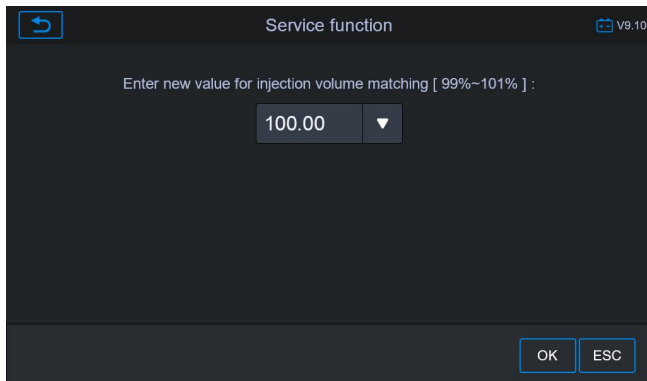 Service function
V9.10
Enter new value for injection volume matching [ 99%~101% ] :
100.00
OK
ESC